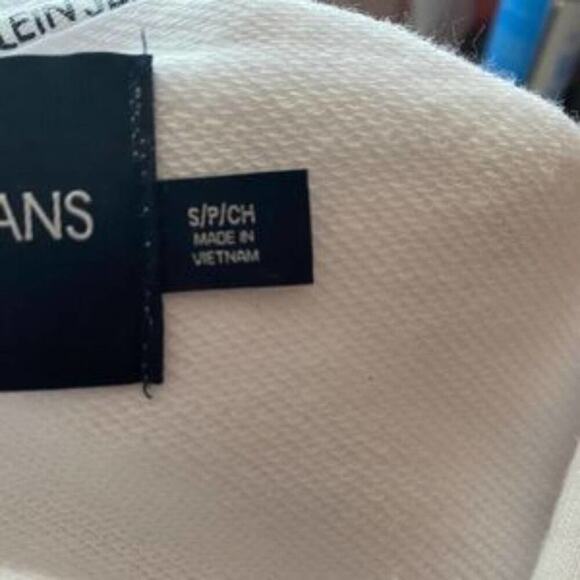 LEIN JE
ANS
S/P/CH
MADE IN
VIETNAM